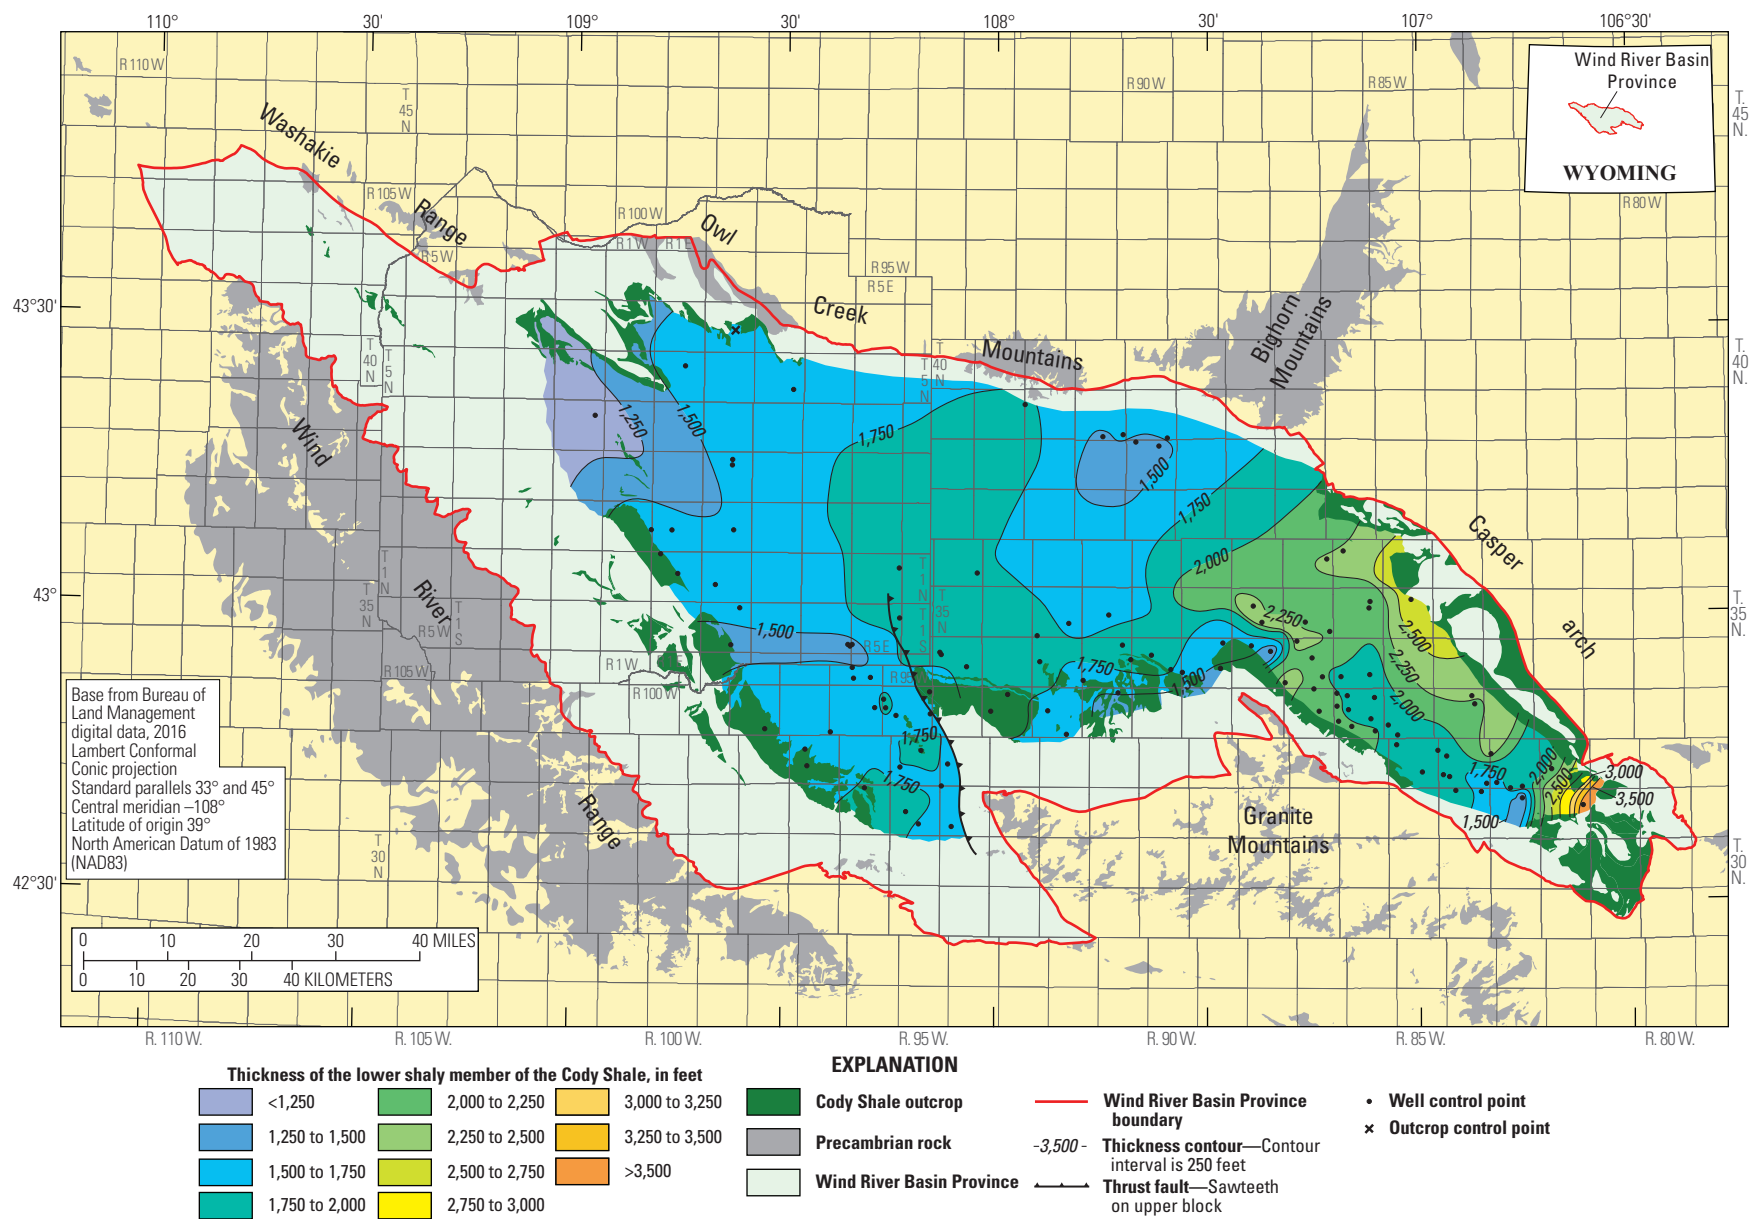 110°
30'
109°
30'
108°
30'
107°
106°30'
R 110 W
T
45
N
R 90 W
R 85 W
T.
45
N.
Wind River Basin
Province
WYOMING
R 80 W
Washakie
Range
R 105 W
R 5 W
R 100 W
R 1 W
R 1 E
Owl
Creek
Mountains
R 95 W
R 5 E
Bighorn
Mountains
43°30'
T
40
N
T
5
N
T
5
N
T
40
N
T.
40
N.
1,250
1,500
1,750
1,500
1,750
Wind
River
Range
Casper
arch
2,000
2,250
2,500
2,250
2,000
43°
T
35
N
T
1
N
T
1
S
R 5 W
R 105 W
T
1
N
T
1
S
T
35
N
T.
35
N.
1,500
R 5 E
R 1 W
R 100 W
R 95 W
1,750
1,500
1,750
1,750
1,750
2,000
2,500
3,000
3,500
1,500
Granite
Mountains
Base from Bureau of
Land Management
digital data, 2016
Lambert Conformal
Conic projection
Standard parallels 33° and 45°
Central meridian –108°
Latitude of origin 39°
North American Datum of 1983
(NAD83)
T
30
N
T.
30
N.
42°30'
0 10 20 30 40 MILES
0 10 20 30 40 KILOMETERS
R. 110 W.
R. 105 W.
R. 100 W.
R. 95 W.
R. 90 W.
R. 85 W.
R. 80 W.
EXPLANATION
Thickness of the lower shaly member of the Cody Shale, in feet
<1,250
1,250 to 1,500
1,500 to 1,750
1,750 to 2,000
2,000 to 2,250
2,250 to 2,500
2,500 to 2,750
2,750 to 3,000
3,000 to 3,250
3,250 to 3,500
>3,500
Cody Shale outcrop
Precambrian rock
Wind River Basin Province
Wind River Basin Province
boundary
-3,500- Thickness contour—Contour
interval is 250 feet
Thrust fault—Sawteeth
on upper block
Well control point
Outcrop control point